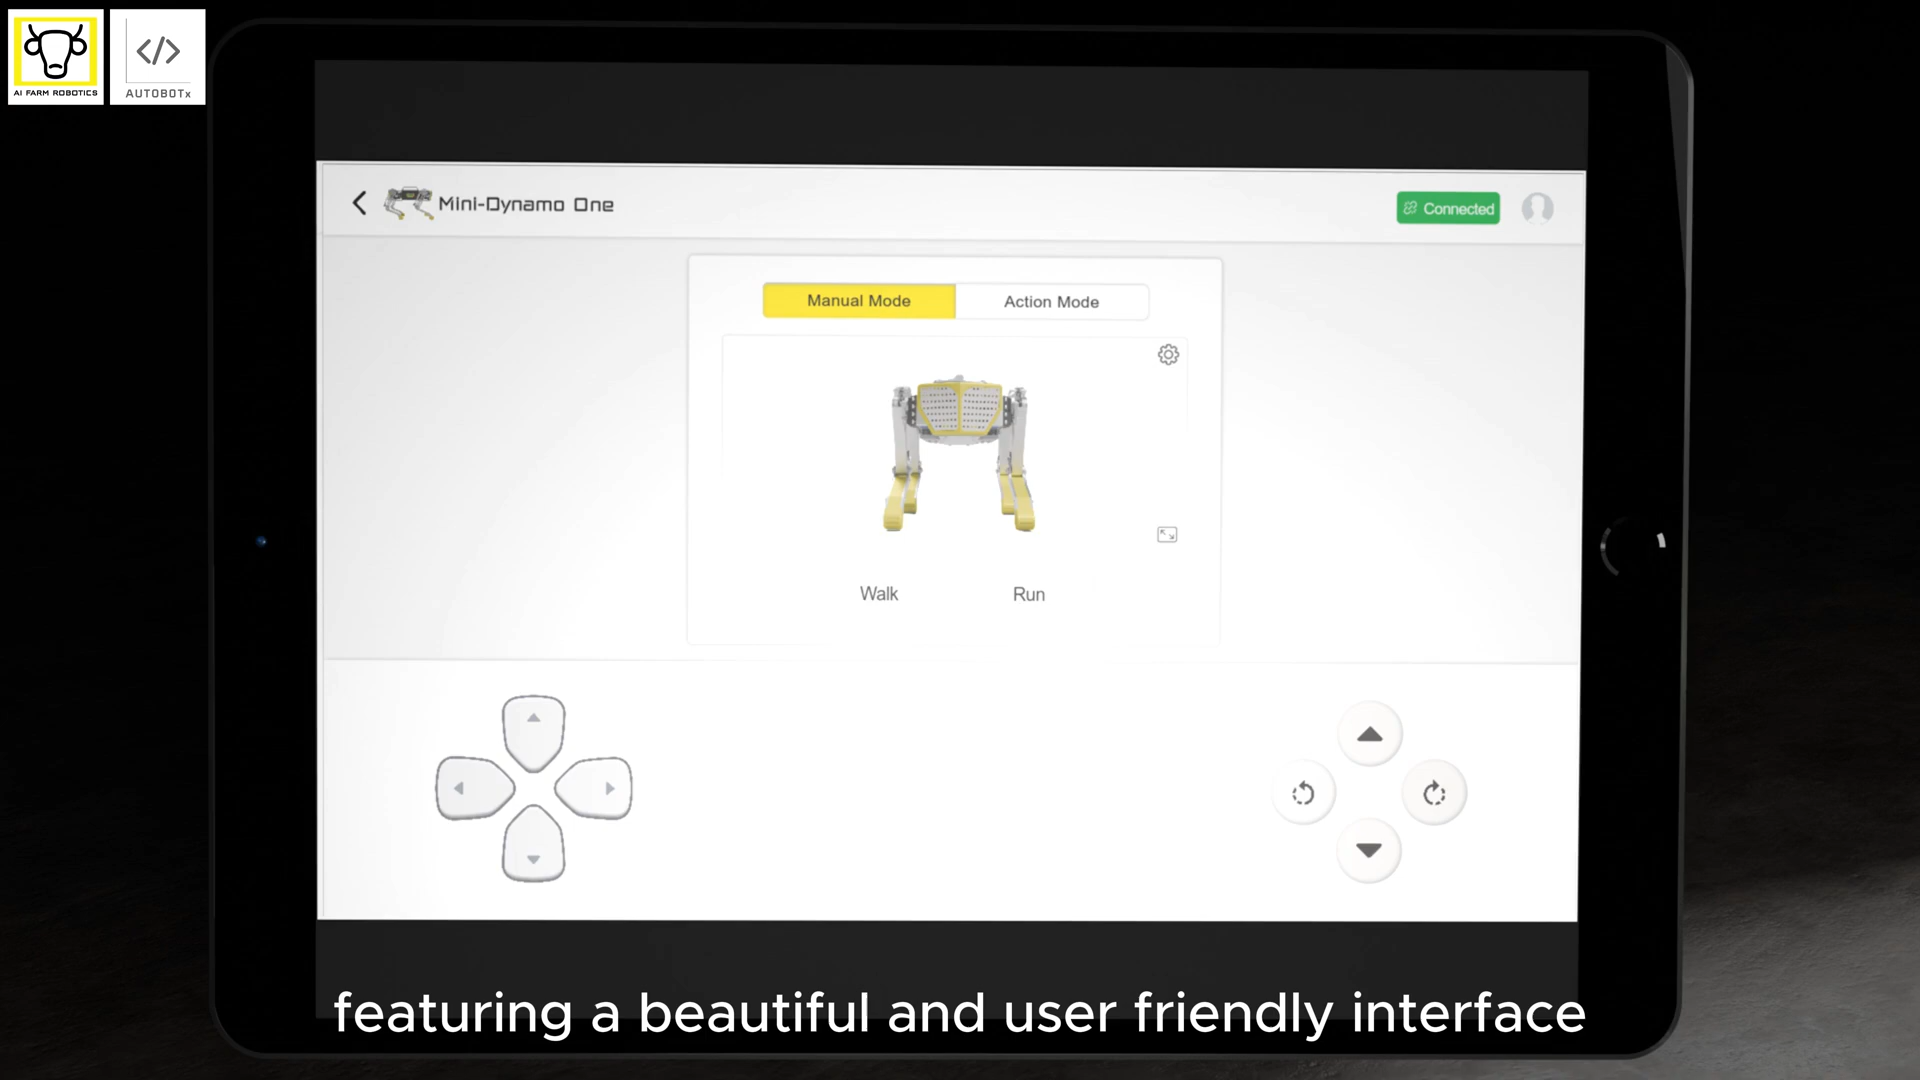 AI FARM ROBOTICS
</>
AUTOBOTx
Mini-Dynamo One
Connected
Manual Mode
Action Mode
Walk
Run
featuring a beautiful and user friendly interface